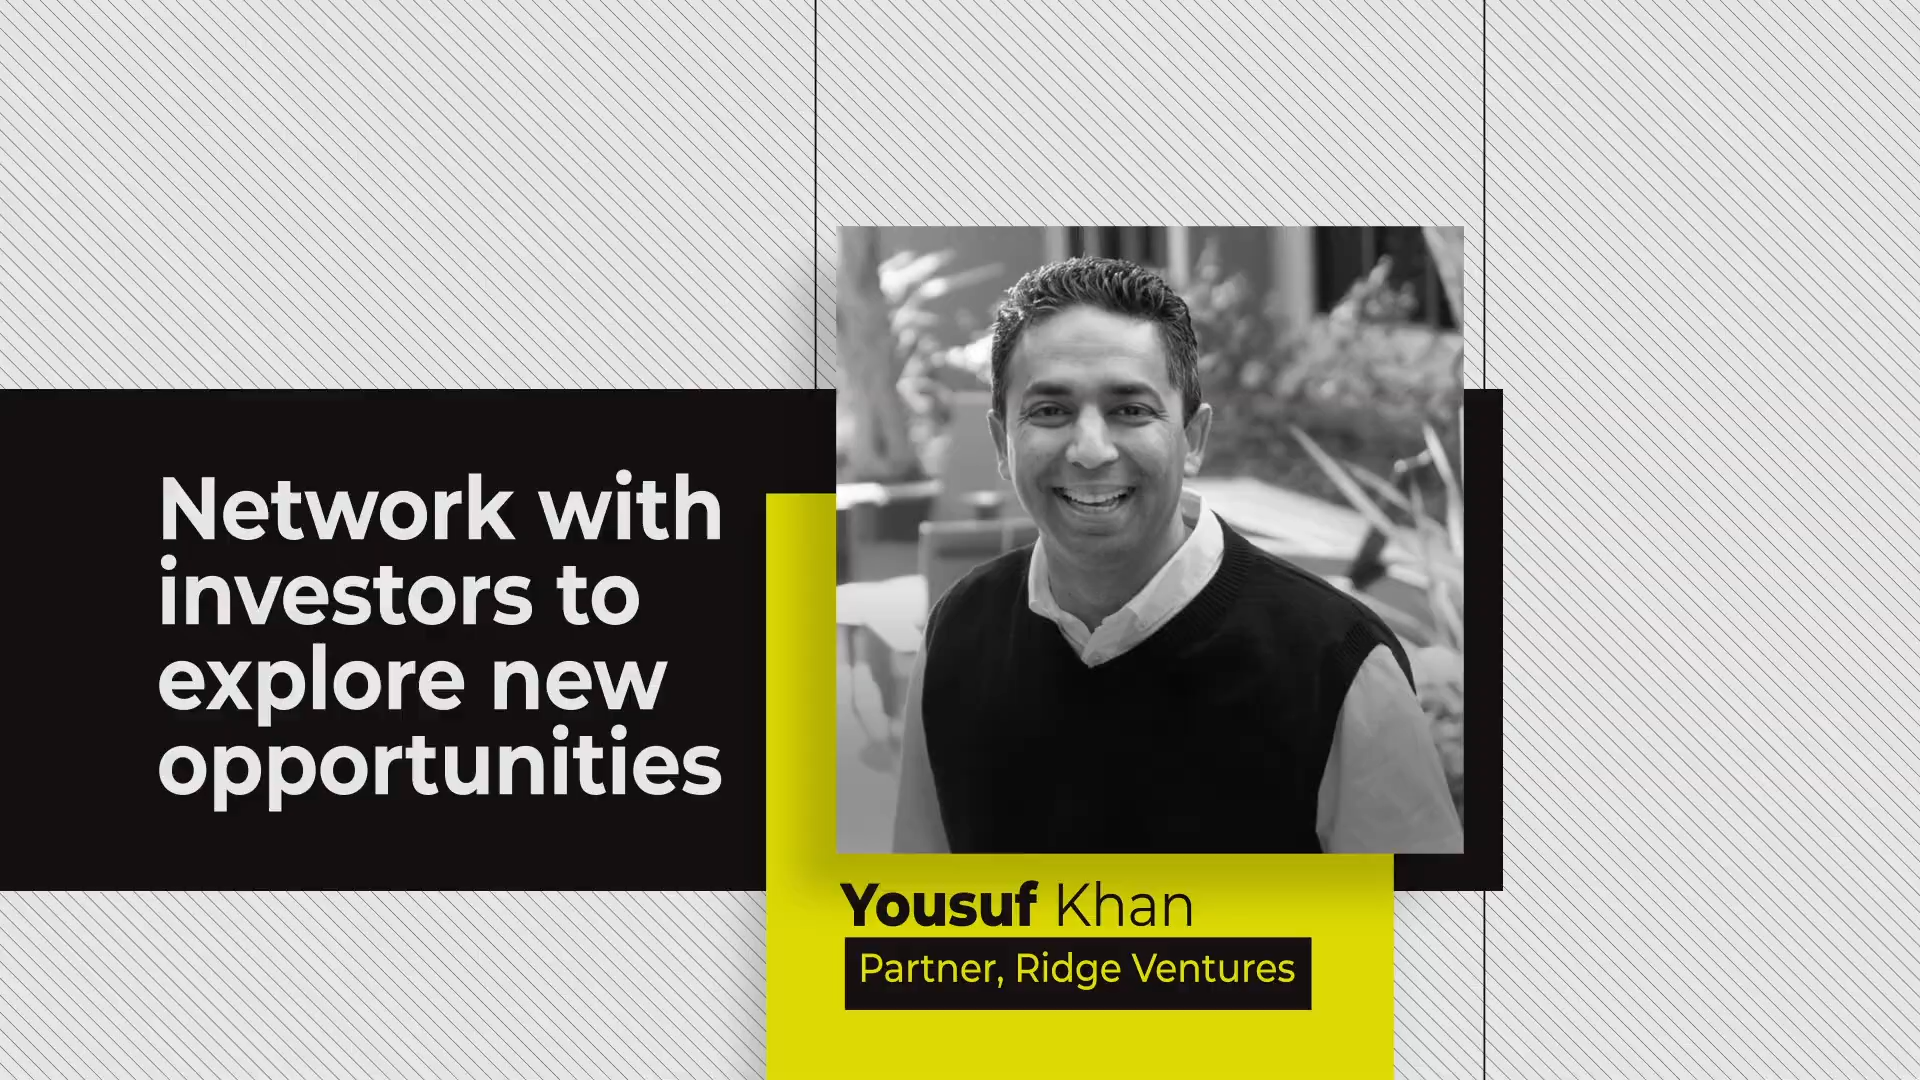 Network with
investors to
explore new
opportunities
Yousuf Khan
Partner, Ridge Ventures